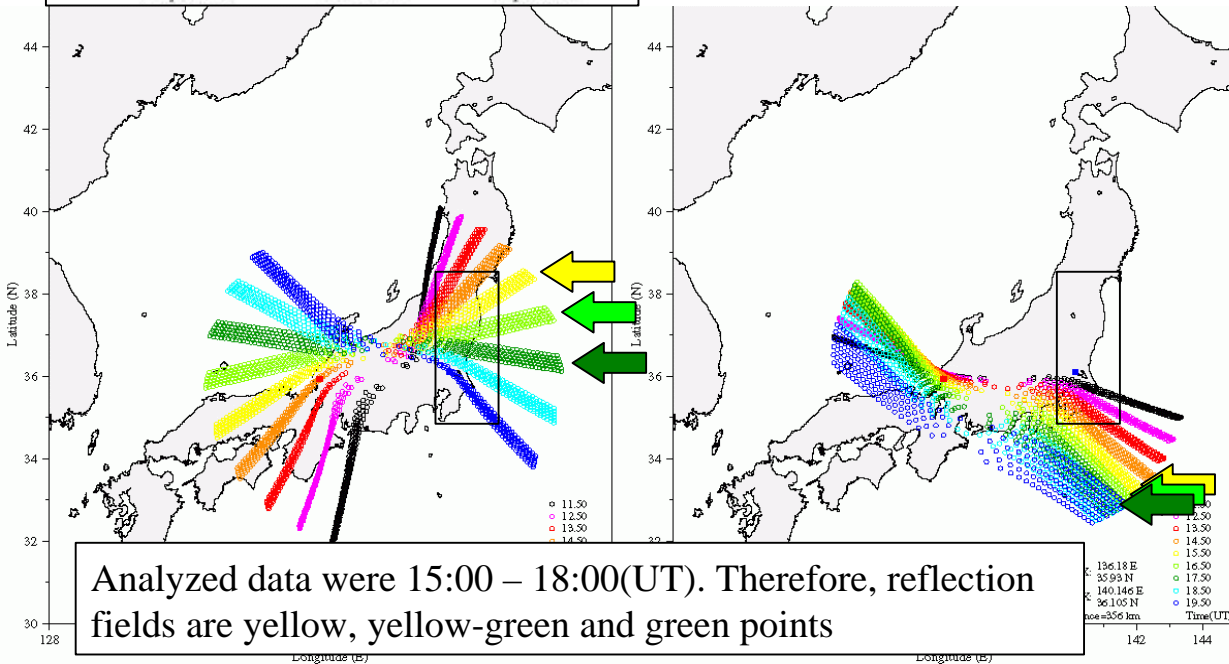 44
42
40
38
36
34
32
30
128
Latitude (N)
Longitude (E)
11.50
12.50
13.50
14.50
44
42
40
38
36
34
32
142
144
Latitude (N)
Longitude (E)
12.50
13.50
14.50
15.50
16.50
17.50
18.50
19.50
Time(UT)
136.18 E
35.93 N
140.146 E
36.105 N
=356 km
Analyzed data were 15:00 – 18:00(UT). Therefore, reflection
fields are yellow, yellow-green and green points